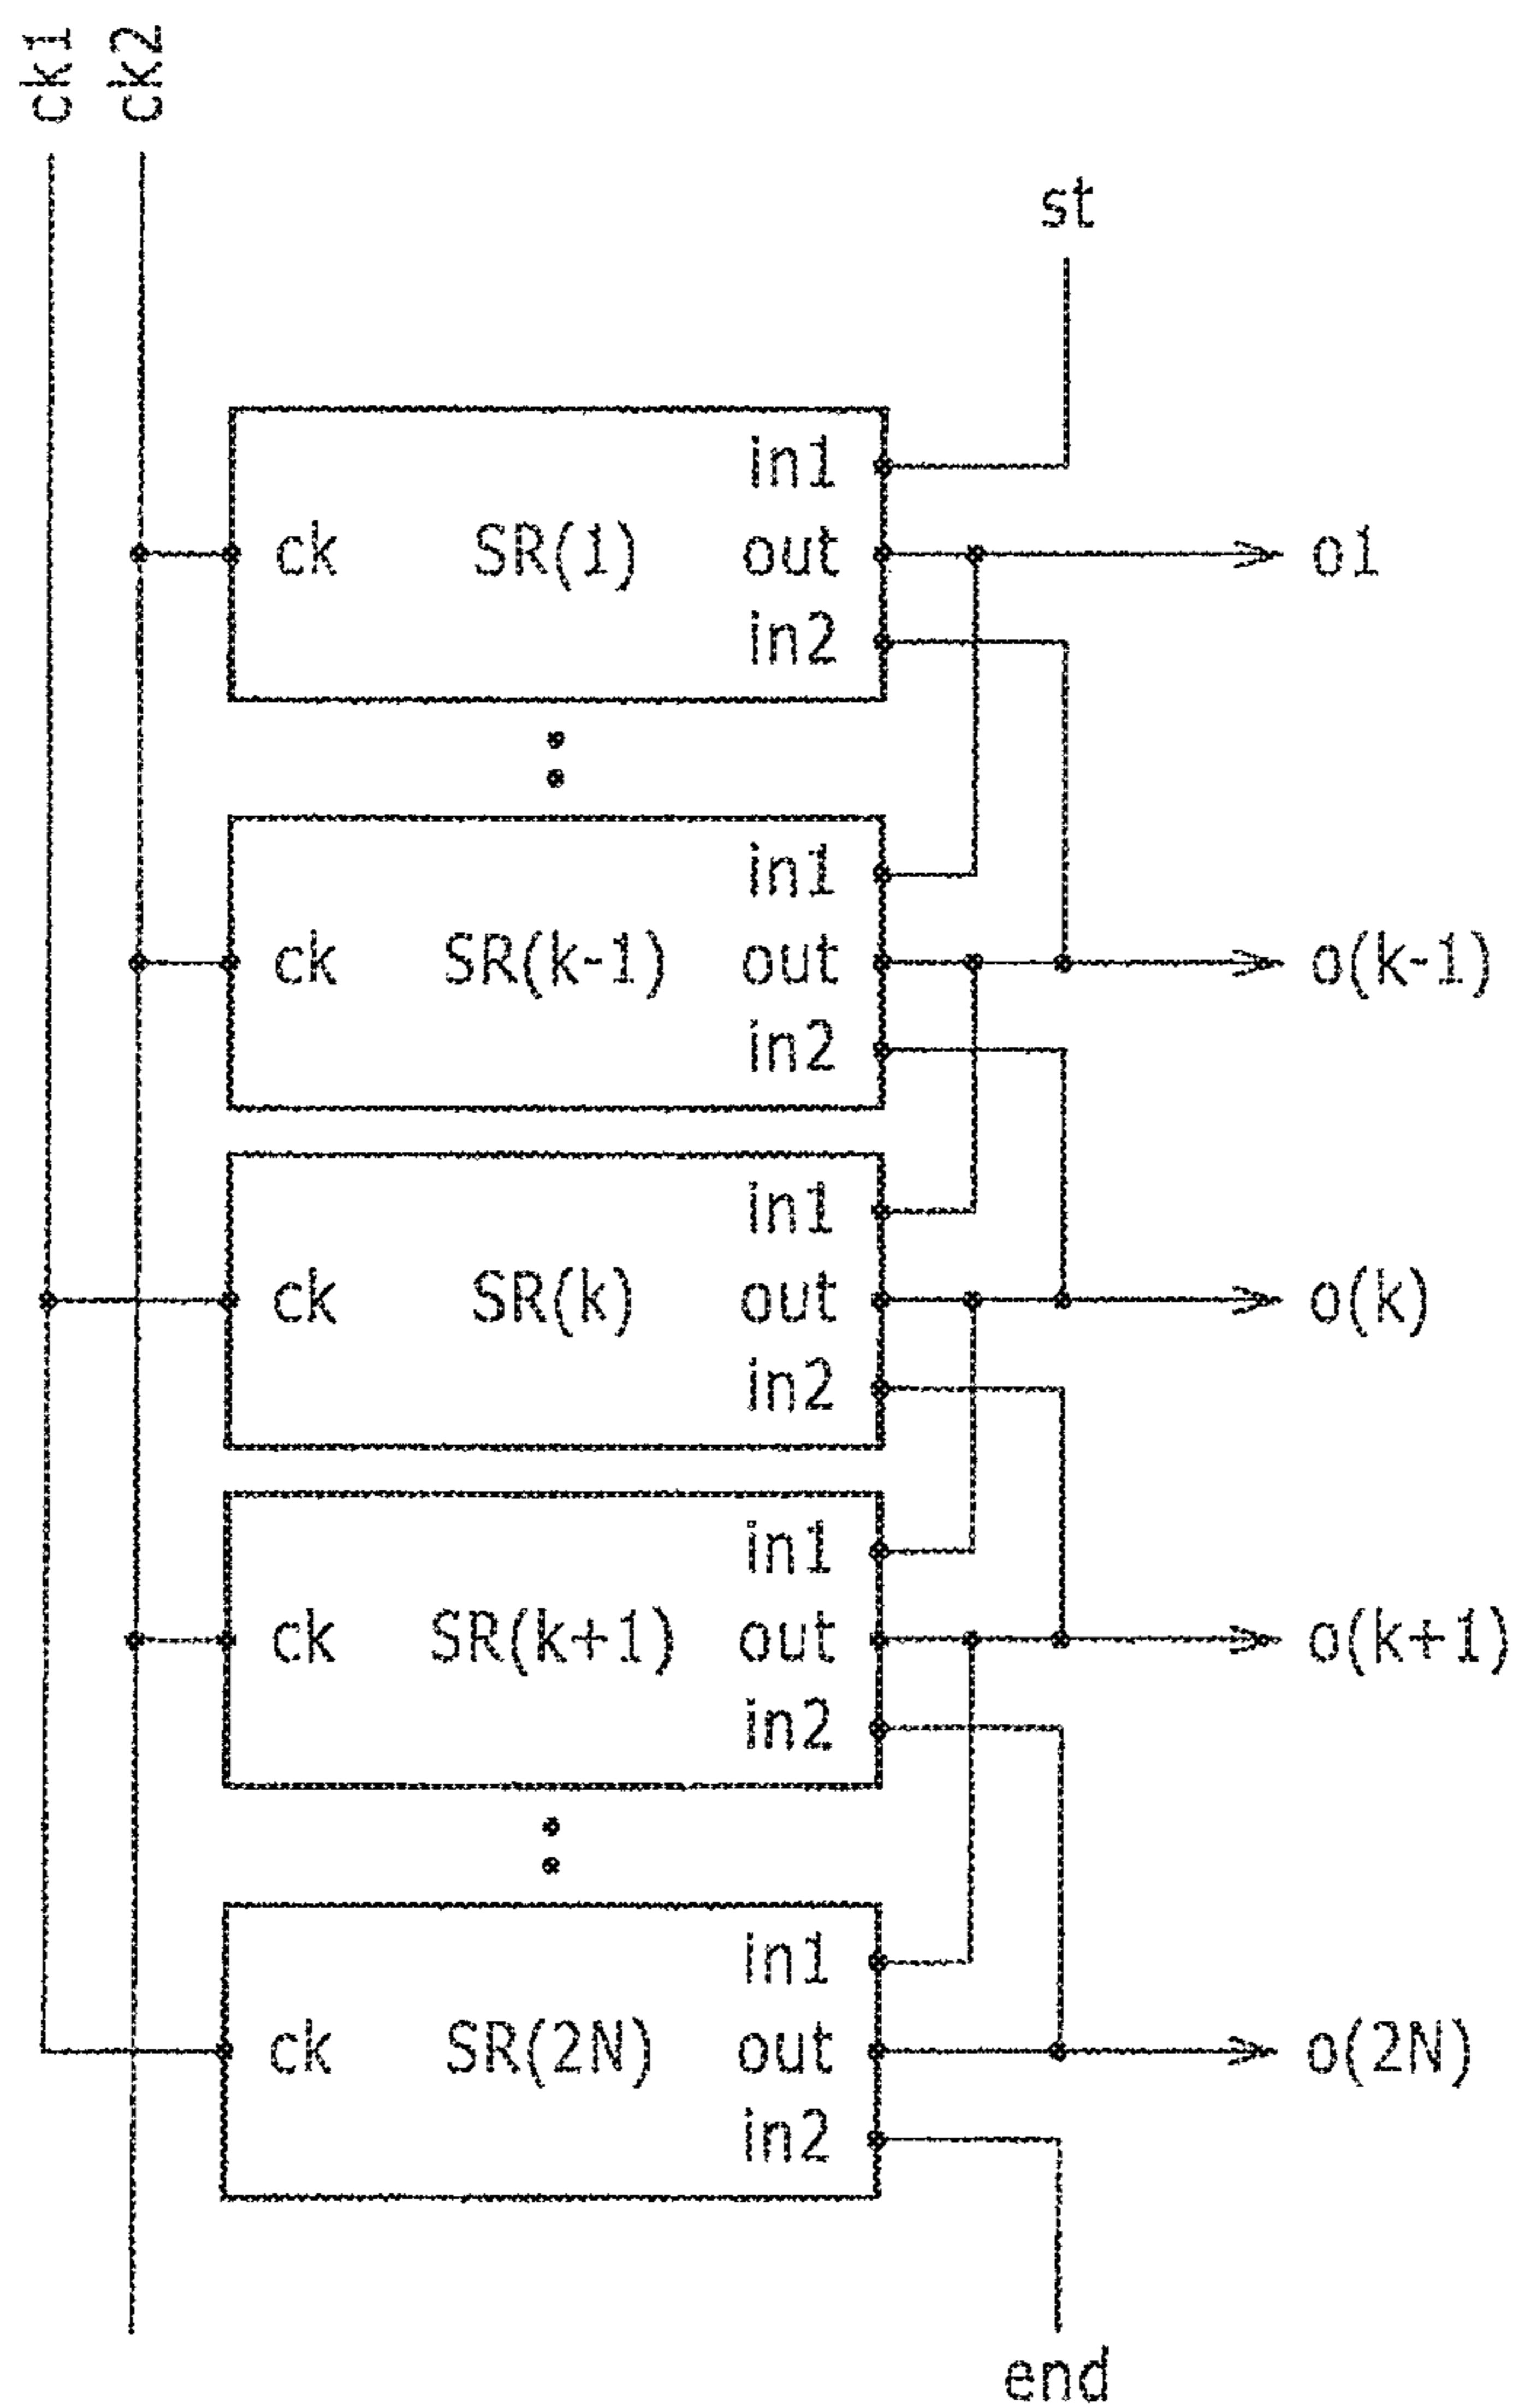 ck1
ck2
st
in1
ck SR(1) out o1
in2
in1
ck SR(k-1) out o(k-1)
in2
in1
ck SR(k) out o(k)
in2
in1
ck SR(k+1) out o(k+1)
in2
in1
ck SR(2N) out o(2N)
in2
end